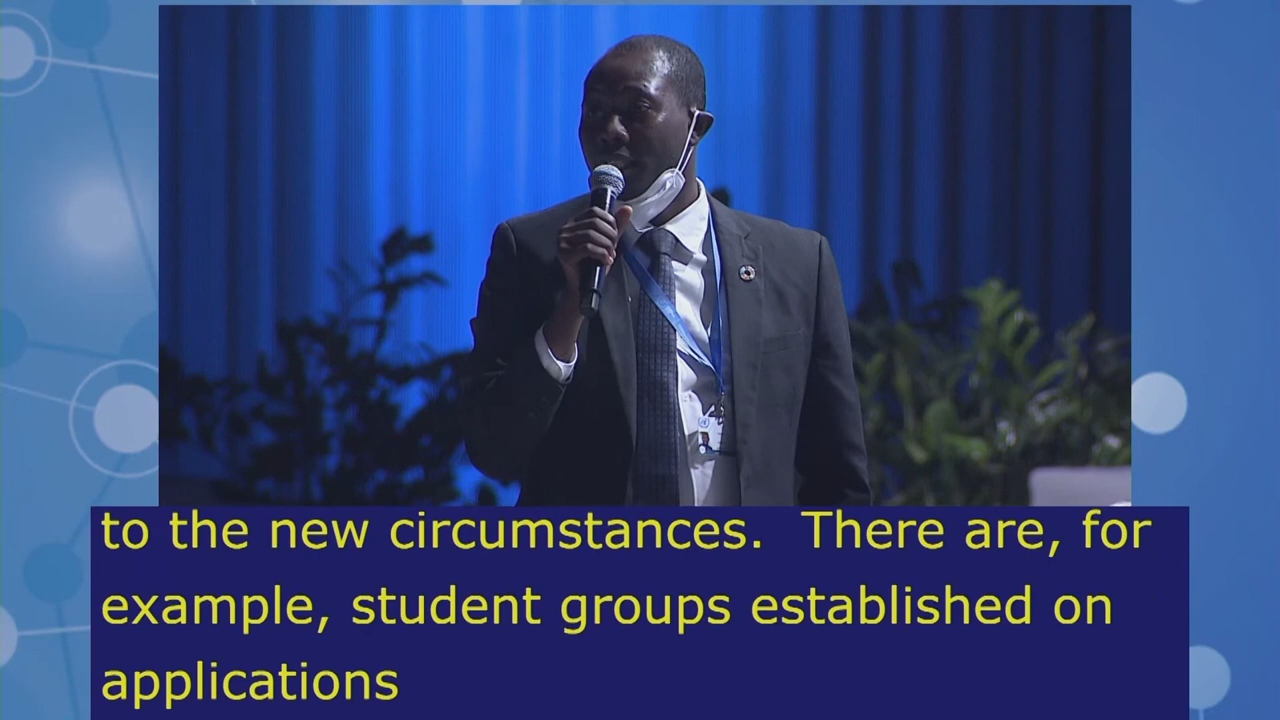 to the new circumstances.  There are, for
example, student groups established on
applications